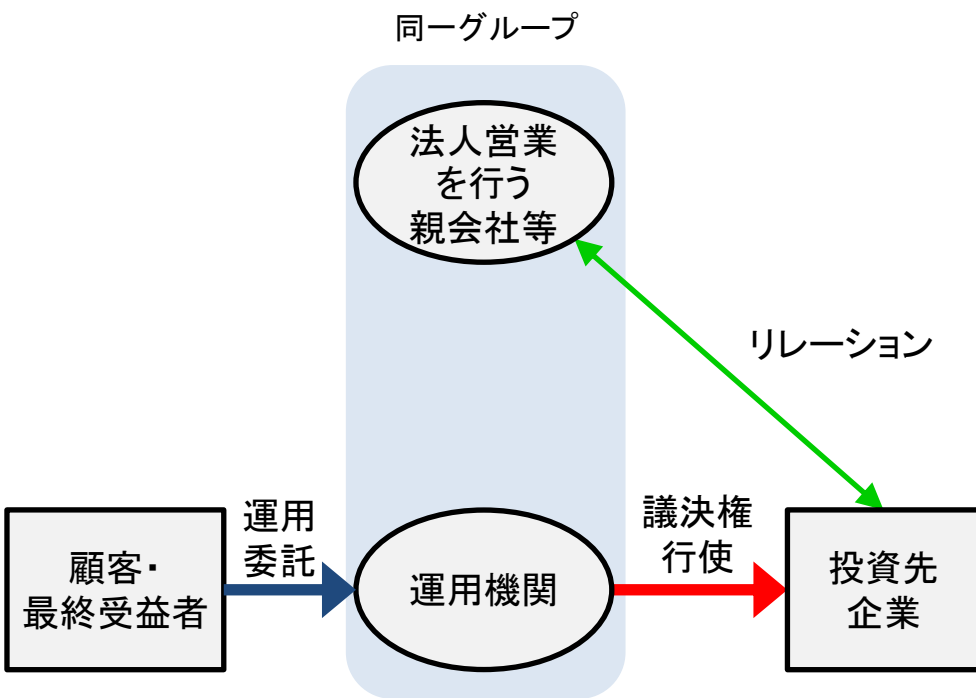 同一グループ
法人営業
を行う
親会社等
リレーション
運用
委託
議決権
行使
顧客・
最終受益者
運用機関
投資先
企業